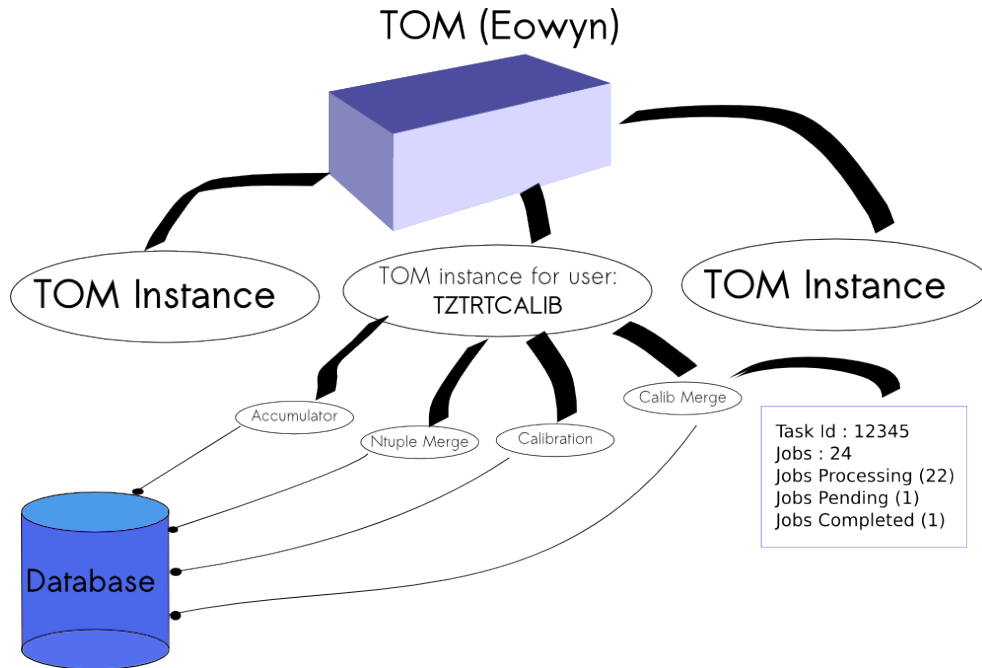 TOM (Eowyn)
TOM Instance
TOM instance for user:
TZTRTCALIB
TOM Instance
Accumulator
Ntuple Merge
Calibration
Calib Merge
Task Id : 12345
Jobs : 24
Jobs Processing (22)
Jobs Pending (1)
Jobs Completed (1)
Database